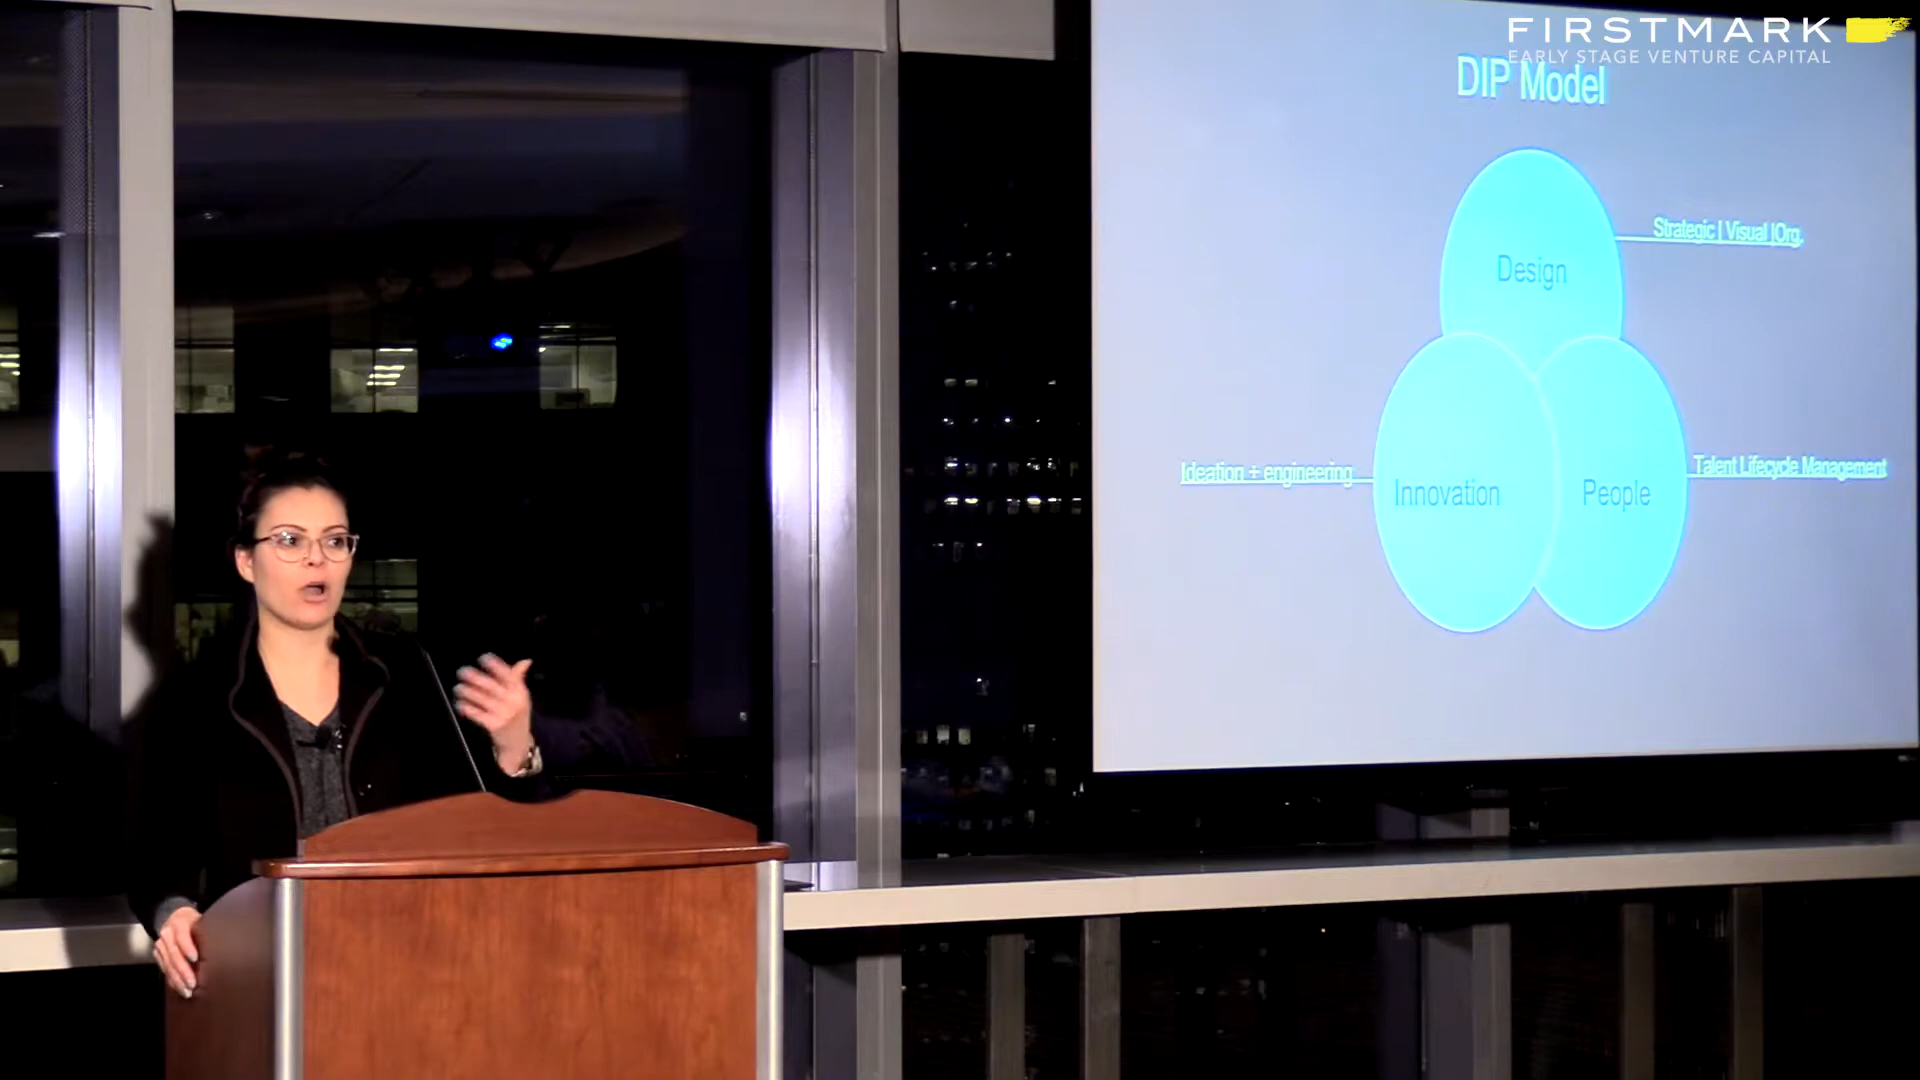 FIRSTMARK
EARLY STAGE VENTURE CAPITAL
DIP Model
Strategic | Visual |Org.
Design
Ideation + engineering
Innovation
People
Talent Lifecycle Management